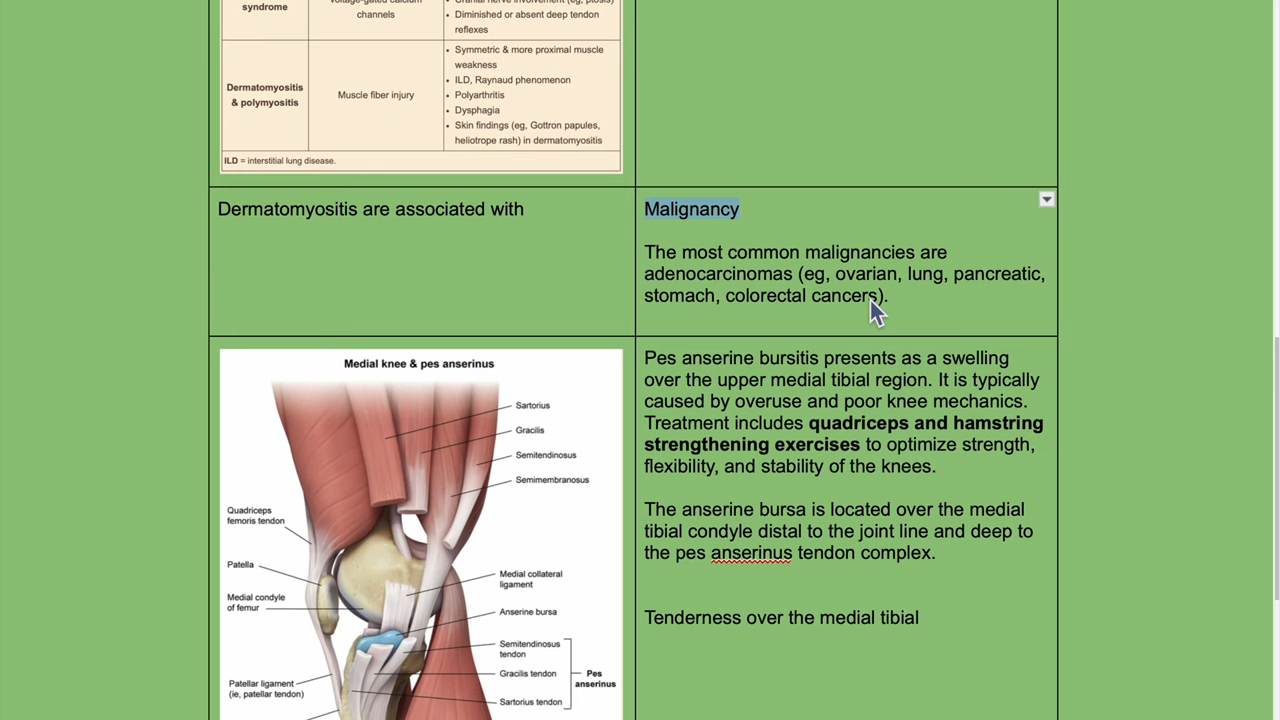 syndrome
voltage-gated calcium
channels
• Cranial nerve involvement (eg, ptosis)
• Diminished or absent deep tendon
reflexes
Dermatomyositis
& polymyositis
Muscle fiber injury
• Symmetric & more proximal muscle
weakness
• ILD, Raynaud phenomenon
• Polyarthritis
• Dysphagia
• Skin findings (eg, Gottron papules,
heliotrope rash) in dermatomyositis
ILD = interstitial lung disease.
Dermatomyositis are associated with
Malignancy
The most common malignancies are
adenocarcinomas (eg, ovarian, lung, pancreatic,
stomach, colorectal cancers).
Medial knee & pes anserinus
Sartorius
Gracilis
Semitendinosus
Semimembranosus
Quadriceps
femoris tendon
Patella
Medial condyle
of femur
Medial collateral
ligament
Anserine bursa
Semitendinosus
tendon
Gracilis tendon
Sartorius tendon
Pes
anserinus
Patellar ligament
(ie, patellar tendon)
Pes anserine bursitis presents as a swelling
over the upper medial tibial region. It is typically
caused by overuse and poor knee mechanics.
Treatment includes quadriceps and hamstring
strengthening exercises to optimize strength,
flexibility, and stability of the knees.
The anserine bursa is located over the medial
tibial condyle distal to the joint line and deep to
the pes anserinus tendon complex.
Tenderness over the medial tibial